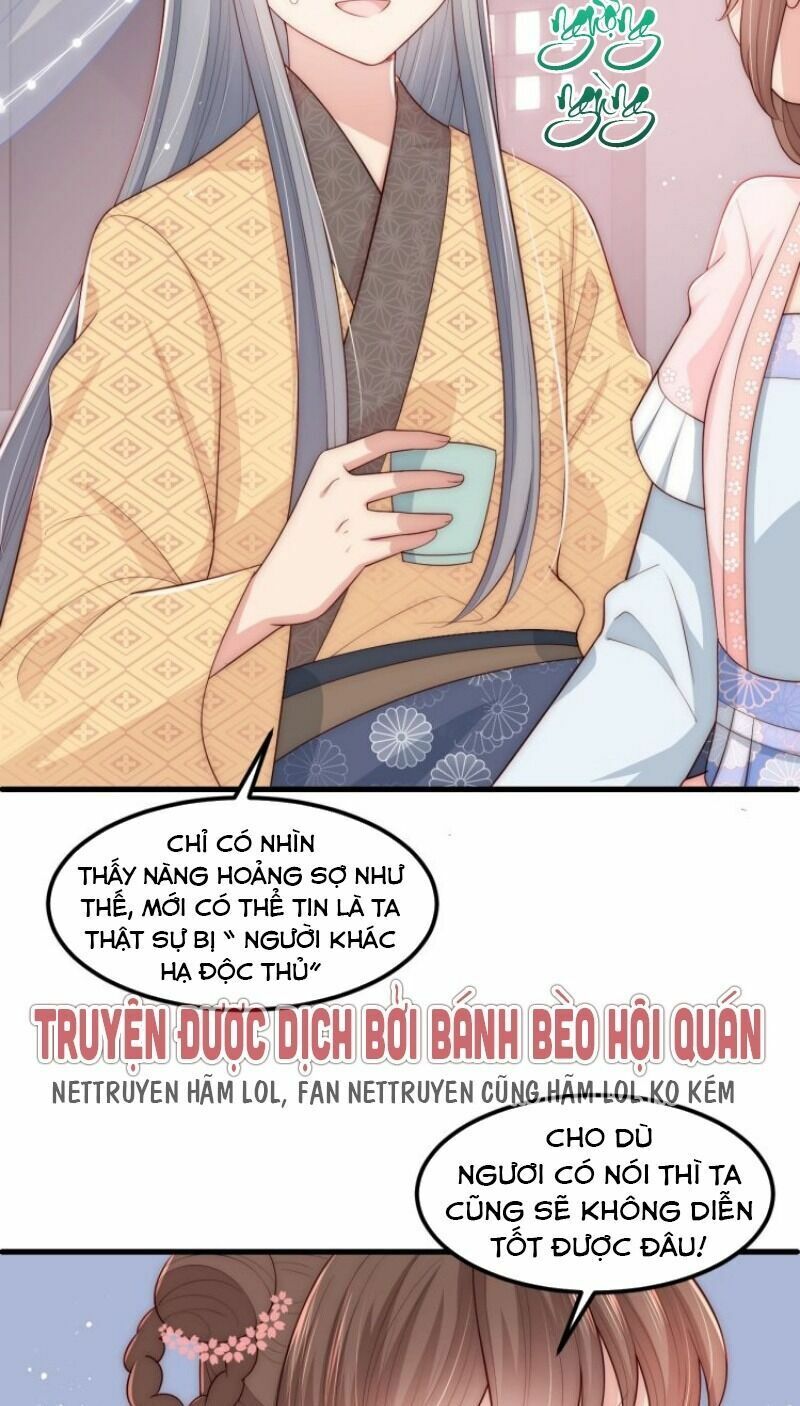 ngượng
ngùng
CHỈ CÓ NHÌN
THẤY NÀNG HOẢNG SỢ NHƯ
THẾ, MỚI CÓ THỂ TIN LÀ TA
THẬT SỰ BỊ “ NGƯỜI KHÁC
HẠ ĐỘC THỦ”
TRUYỆN ĐƯỢC DỊCH BỞI BÁNH BÈO HỘI QUÁN
NETTRUYEN HÃM LOL, FAN NETTRUYEN CŨNG HÃM LOL KO KÉM
CHO DÙ
NGƯƠI CÓ NÓI THÌ TA
CŨNG SẼ KHÔNG DIỄN
TỐT ĐƯỢC ĐÂU!